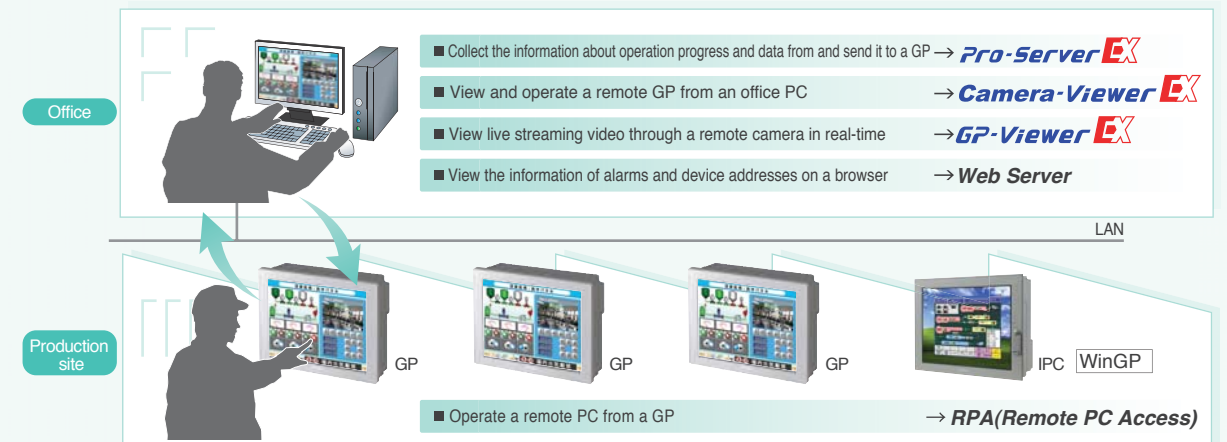 Office
■ Collect the information about operation progress and data from and send it to a GP → Pro-Server EX
■ View and operate a remote GP from an office PC → Camera-Viewer EX
■ View live streaming video through a remote camera in real-time → GP-Viewer EX
■ View the information of alarms and device addresses on a browser → Web Server
LAN
Production
site
GP
GP
GP
IPC WinGP
■ Operate a remote PC from a GP → RPA(Remote PC Access)